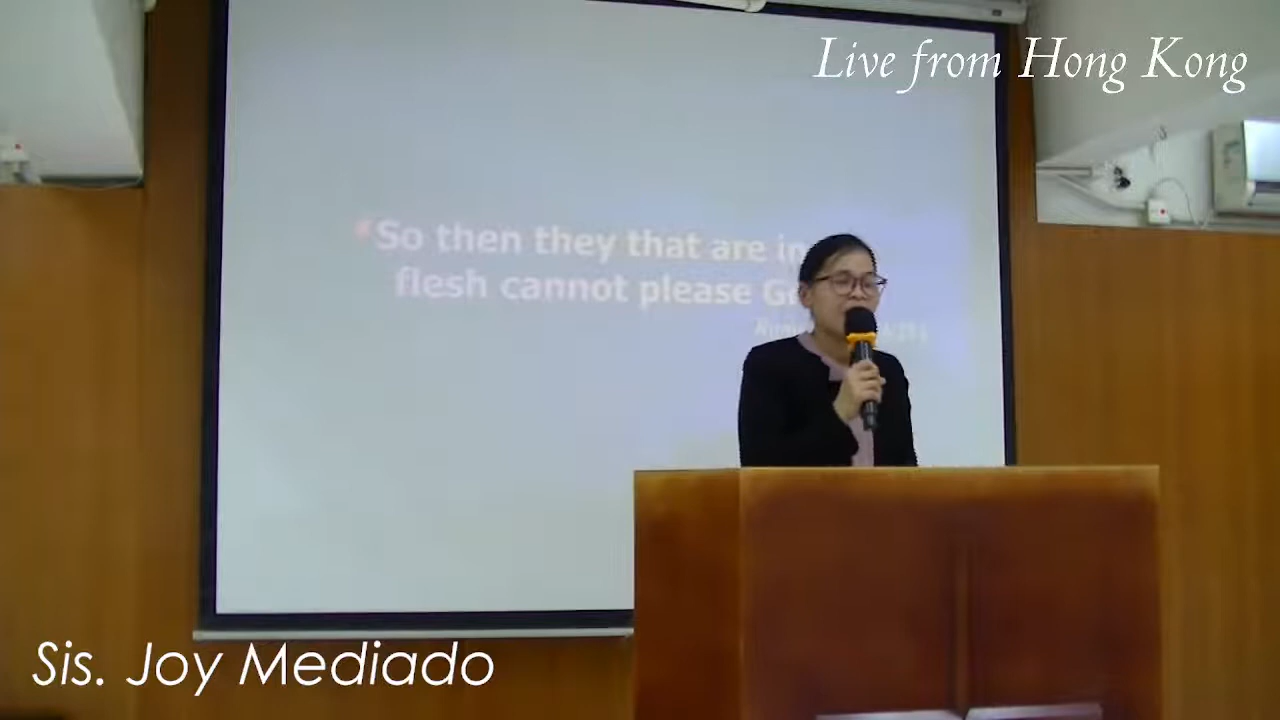 Live from Hong Kong
*So then they that are in
flesh cannot please
Sis. Joy Mediado